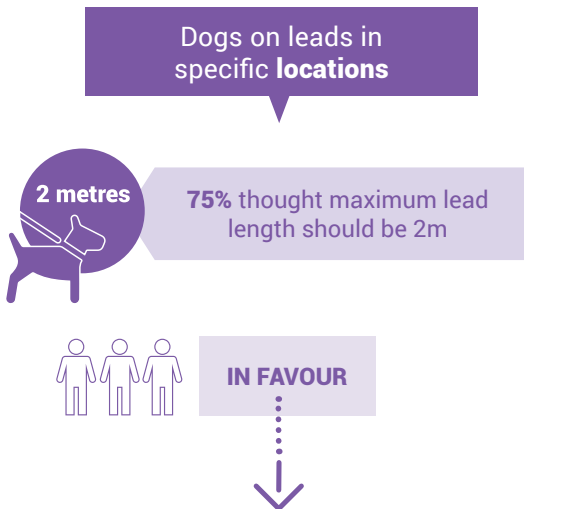 Dogs on leads in
specific locations
2 metres
75% thought maximum lead
length should be 2m
IN FAVOUR